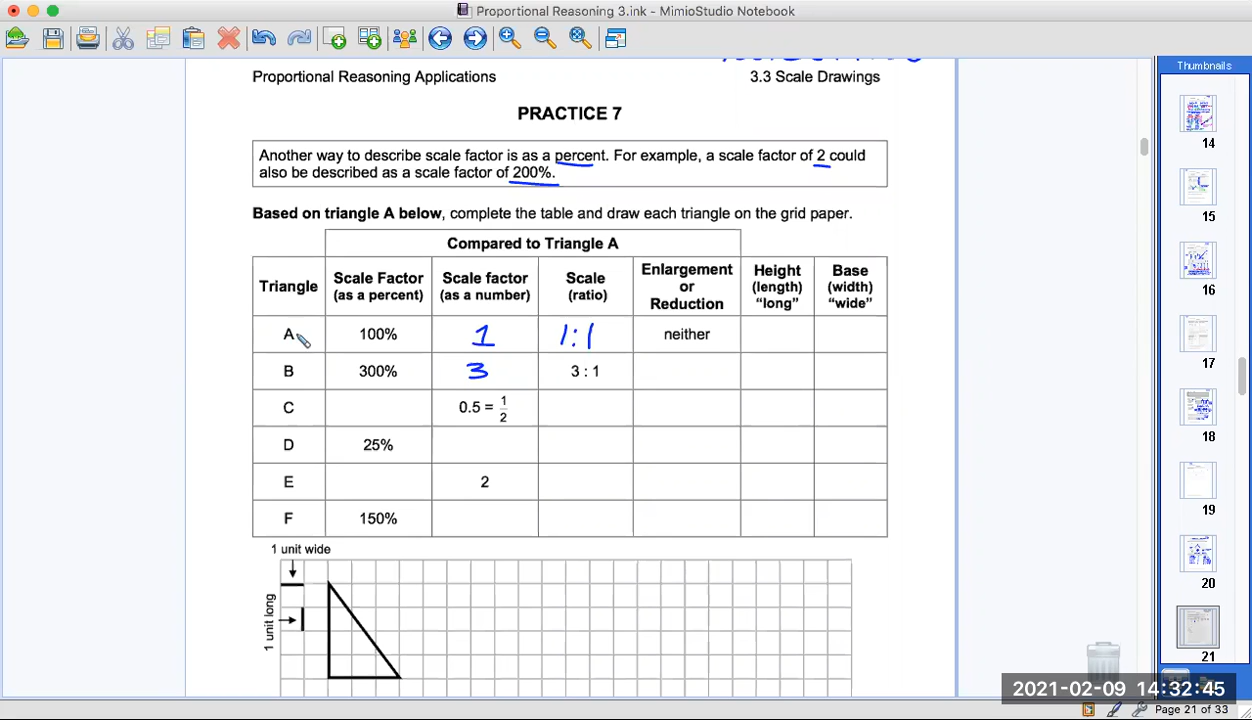 Proportional Reasoning 3.ink - MimioStudio Notebook
Thumbnails
Proportional Reasoning Applications 3.3 Scale Drawings
PRACTICE 7
Another way to describe scale factor is as a percent. For example, a scale factor of 2 could
also be described as a scale factor of 200%.
Based on triangle A below, complete the table and draw each triangle on the grid paper.
Compared to Triangle A
Triangle Scale Factor (as a percent) Scale factor (as a number) Scale (ratio) Enlargement or Reduction Height (length) "long" Base (width) "wide"
A 100% 1 1:1 neither
B 300% 3 3 : 1
C 0.5 = 1/2
D 25%
E 2
F 150%
1 unit wide
1 unit long
14
15
16
17
18
19
20
21
2021-02-09 14:32:45
Page 21 of 33